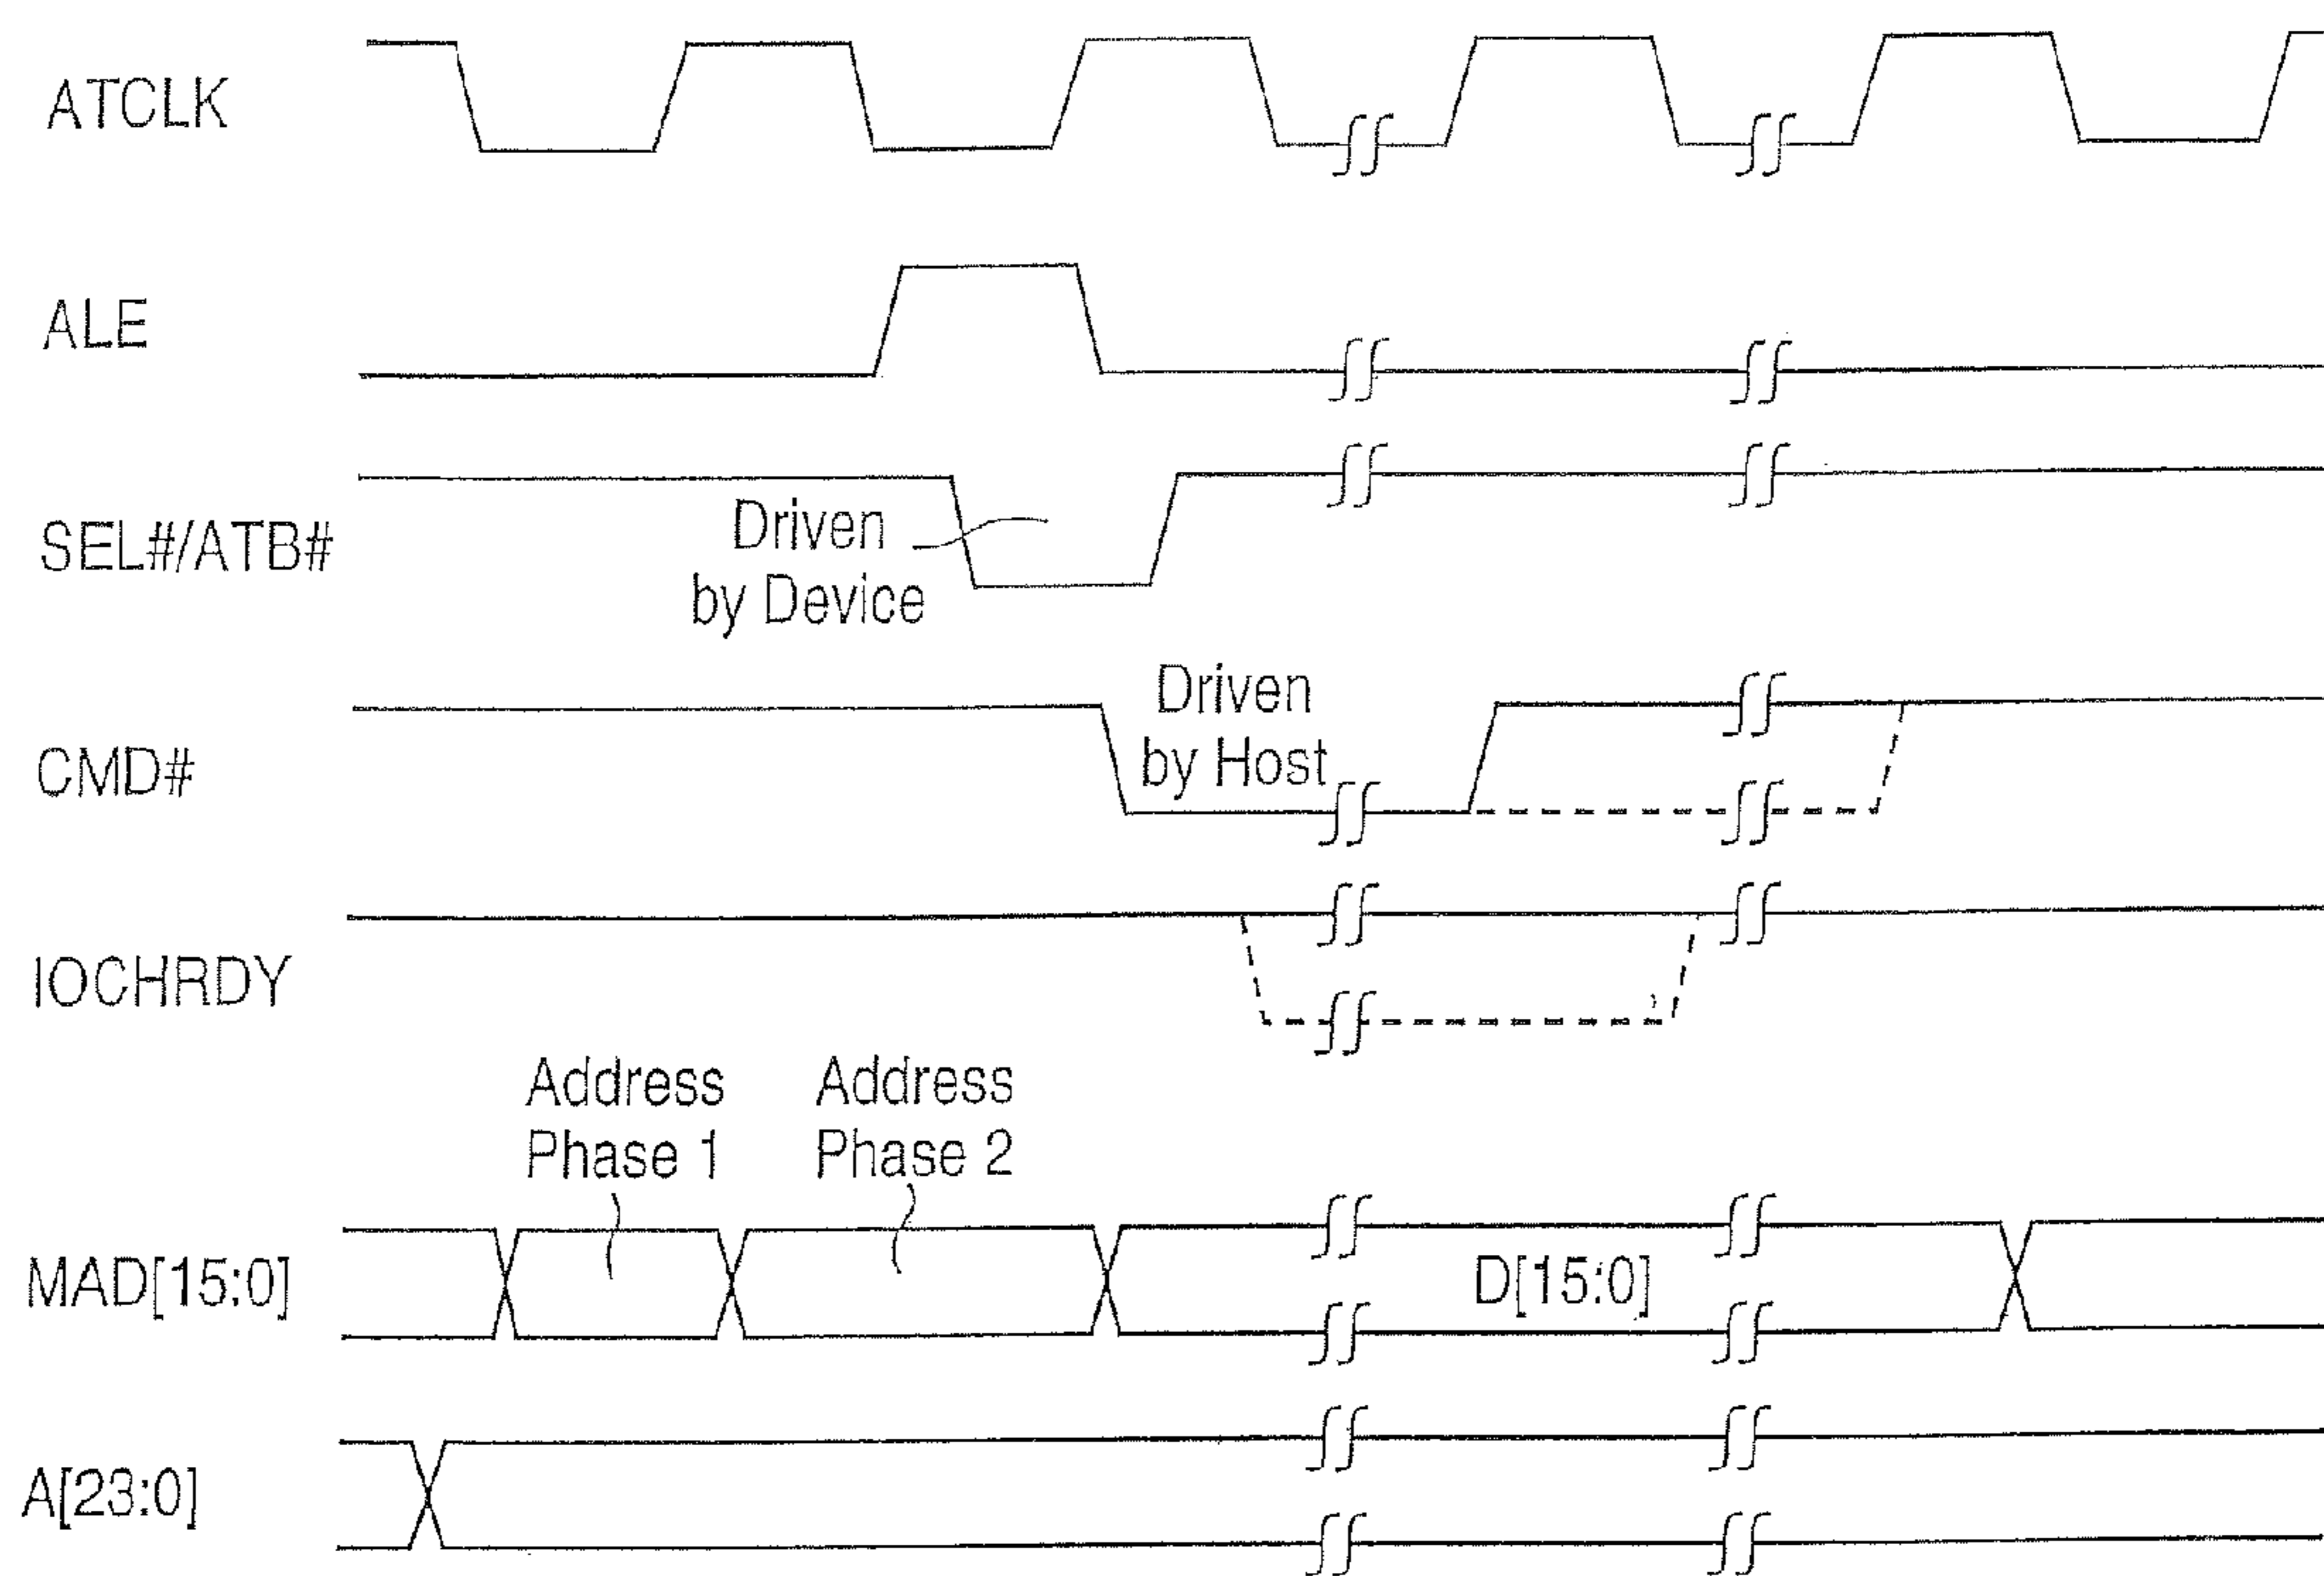 ATCLK
ALE
SEL#/ATB#
Driven
by Device
CMD#
Driven
by Host
IOCHRDY
Address
Phase 1
Address
Phase 2
MAD[15:0]
D[15:0]
A[23:0]